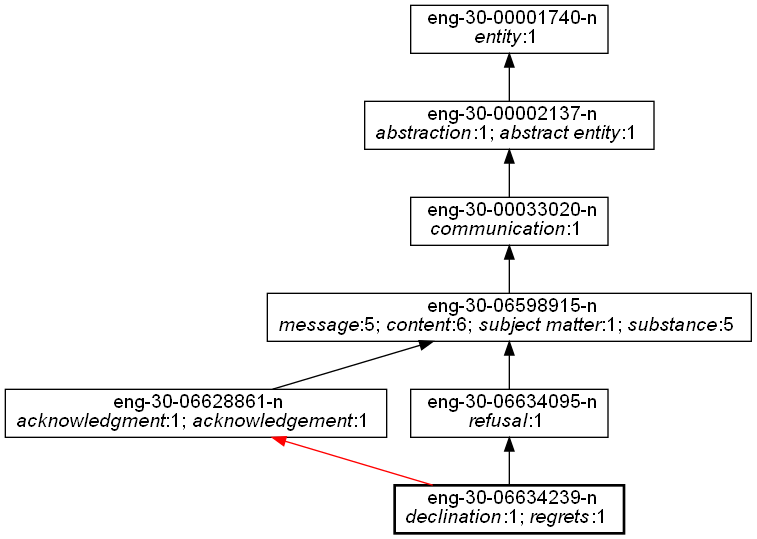 eng-30-00001740-n
entity:1
eng-30-00002137-n
abstraction:1; abstract entity:1
eng-30-00033020-n
communication:1
eng-30-06598915-n
message:5; content:6; subject matter:1; substance:5
eng-30-06628861-n
acknowledgment:1; acknowledgement:1
eng-30-06634095-n
refusal:1
eng-30-06634239-n
declination:1; regrets:1